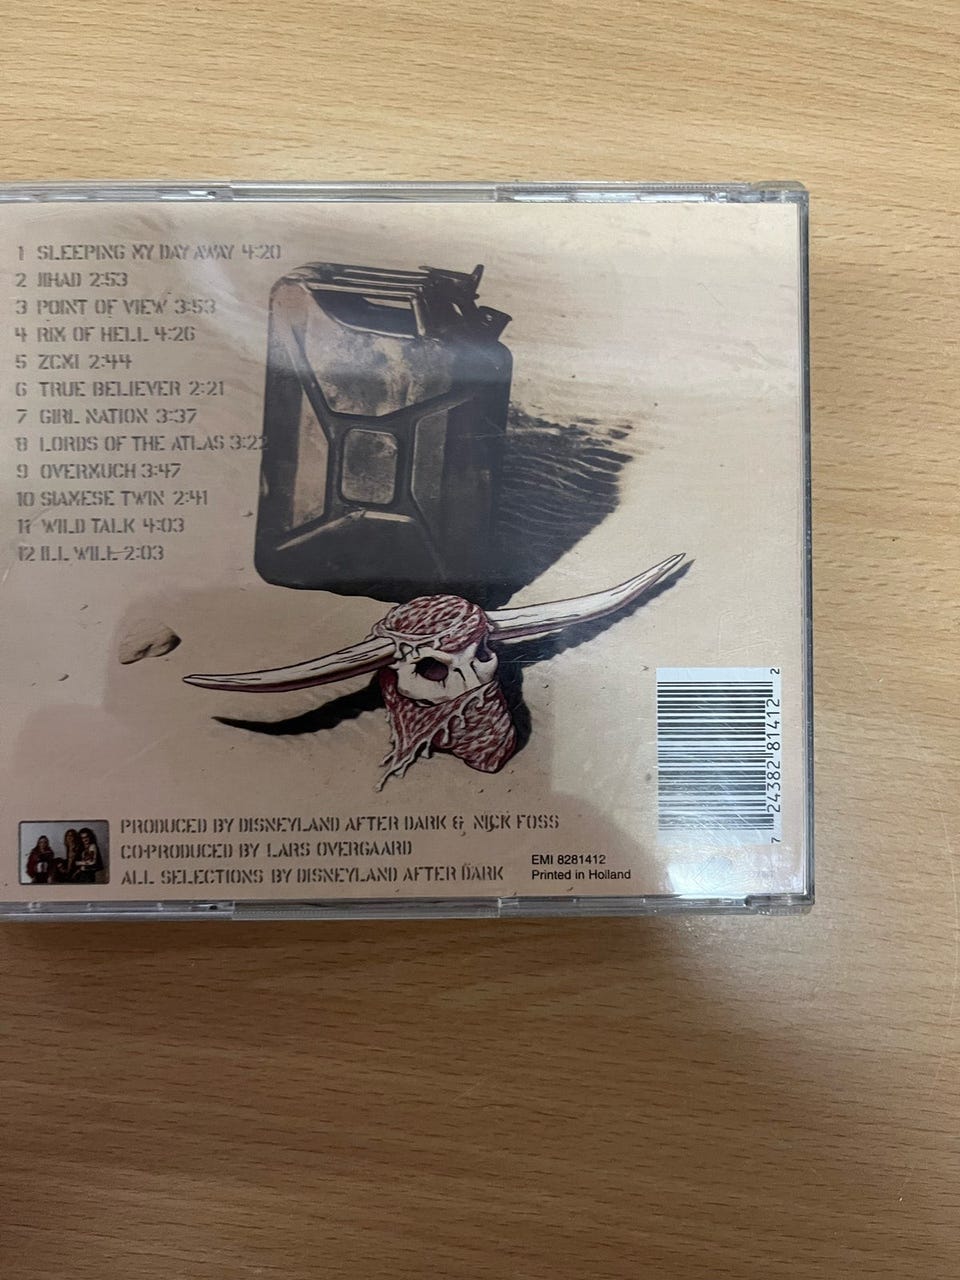 1 SLEEPING MY DAY AWAY 4:20
2 JIHAD 2:53
3 POINT OF VIEW 3:53
4 RIM OF HELL 4:26
5 ZCMI 2:44
6 TRUE BELIEVER 2:21
7 GIRL NATION 3:37
8 LORDS OF THE ATLAS 3:22
9 OVERMUCH 3:47
10 SIAMESE TWIN 2:41
11 WILD TALK 4:03
12 ILL WILL 2:03
7 24382 81412 2
PRODUCED BY DISNEYLAND AFTER DARK & NICK FOSS
CO-PRODUCED BY LARS OVERGAARD
ALL SELECTIONS BY DISNEYLAND AFTER DARK
EMI 8281412
Printed in Holland